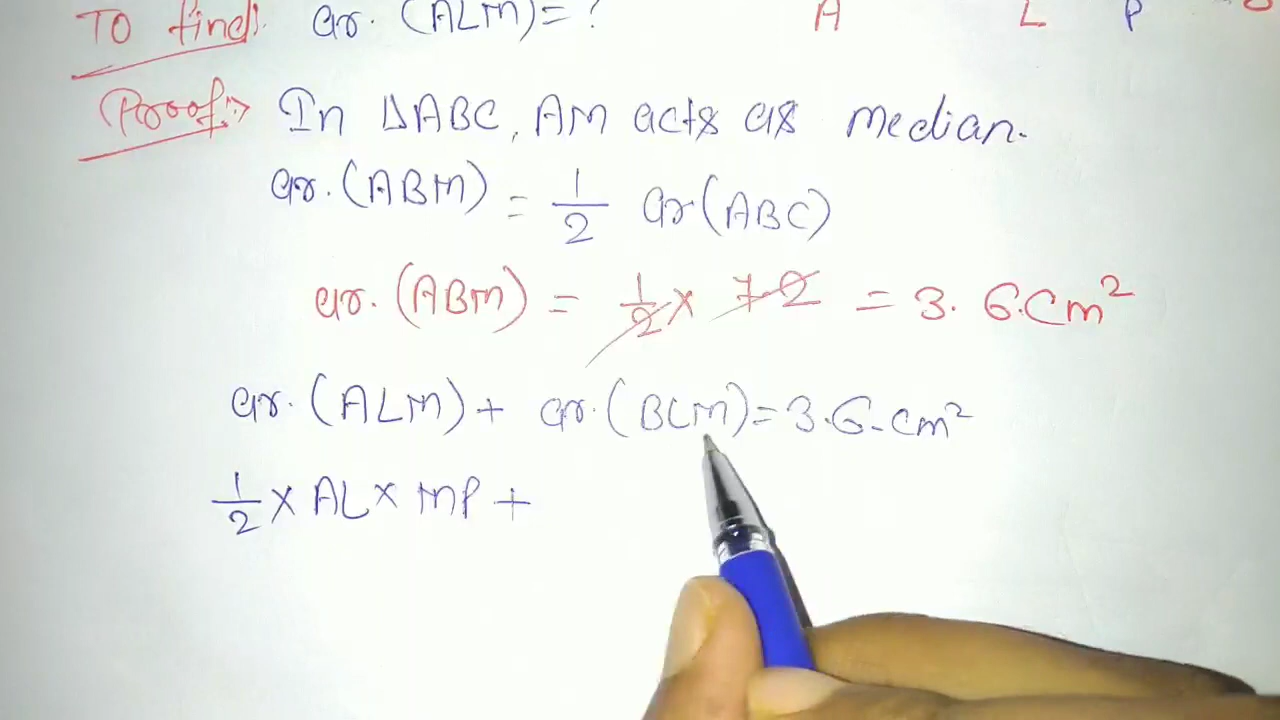 To find:. ar. (ALM) = ?
A L P
Proof:- In ΔABC, AM acts as median.
ar. (ABM) = 1/2 ar(ABC)
ar. (ABM) = 1/2 x 7.2 = 3.6.Cm²
ar. (ALM) + ar. (BLM) = 3.6. cm²
1/2 x AL x MP +